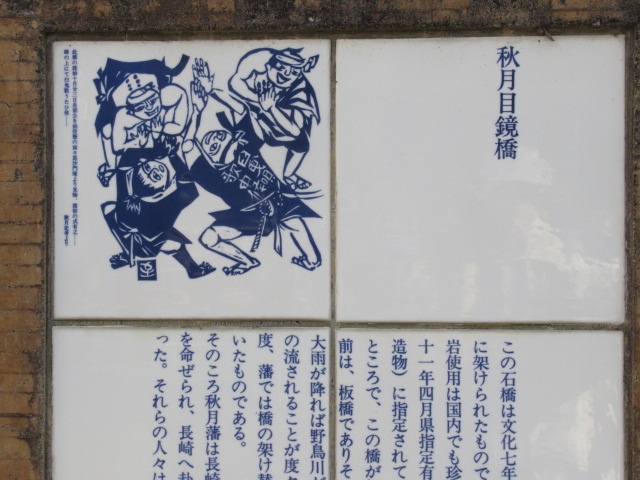 秋月目鏡橋
この石橋は文化七年
に架けられたもので
岩使用は国内でも珍
十一年四月県指定有
造物）に指定されて
ところで、この橋が
前は、板橋でありそ
大雨が降れば野鳥川が
の流されることが度々
度、藩では橋の架け替
いたものである。
そのころ秋月藩は長崎
を命ぜられ、長崎へ赴
った。それらの人々は